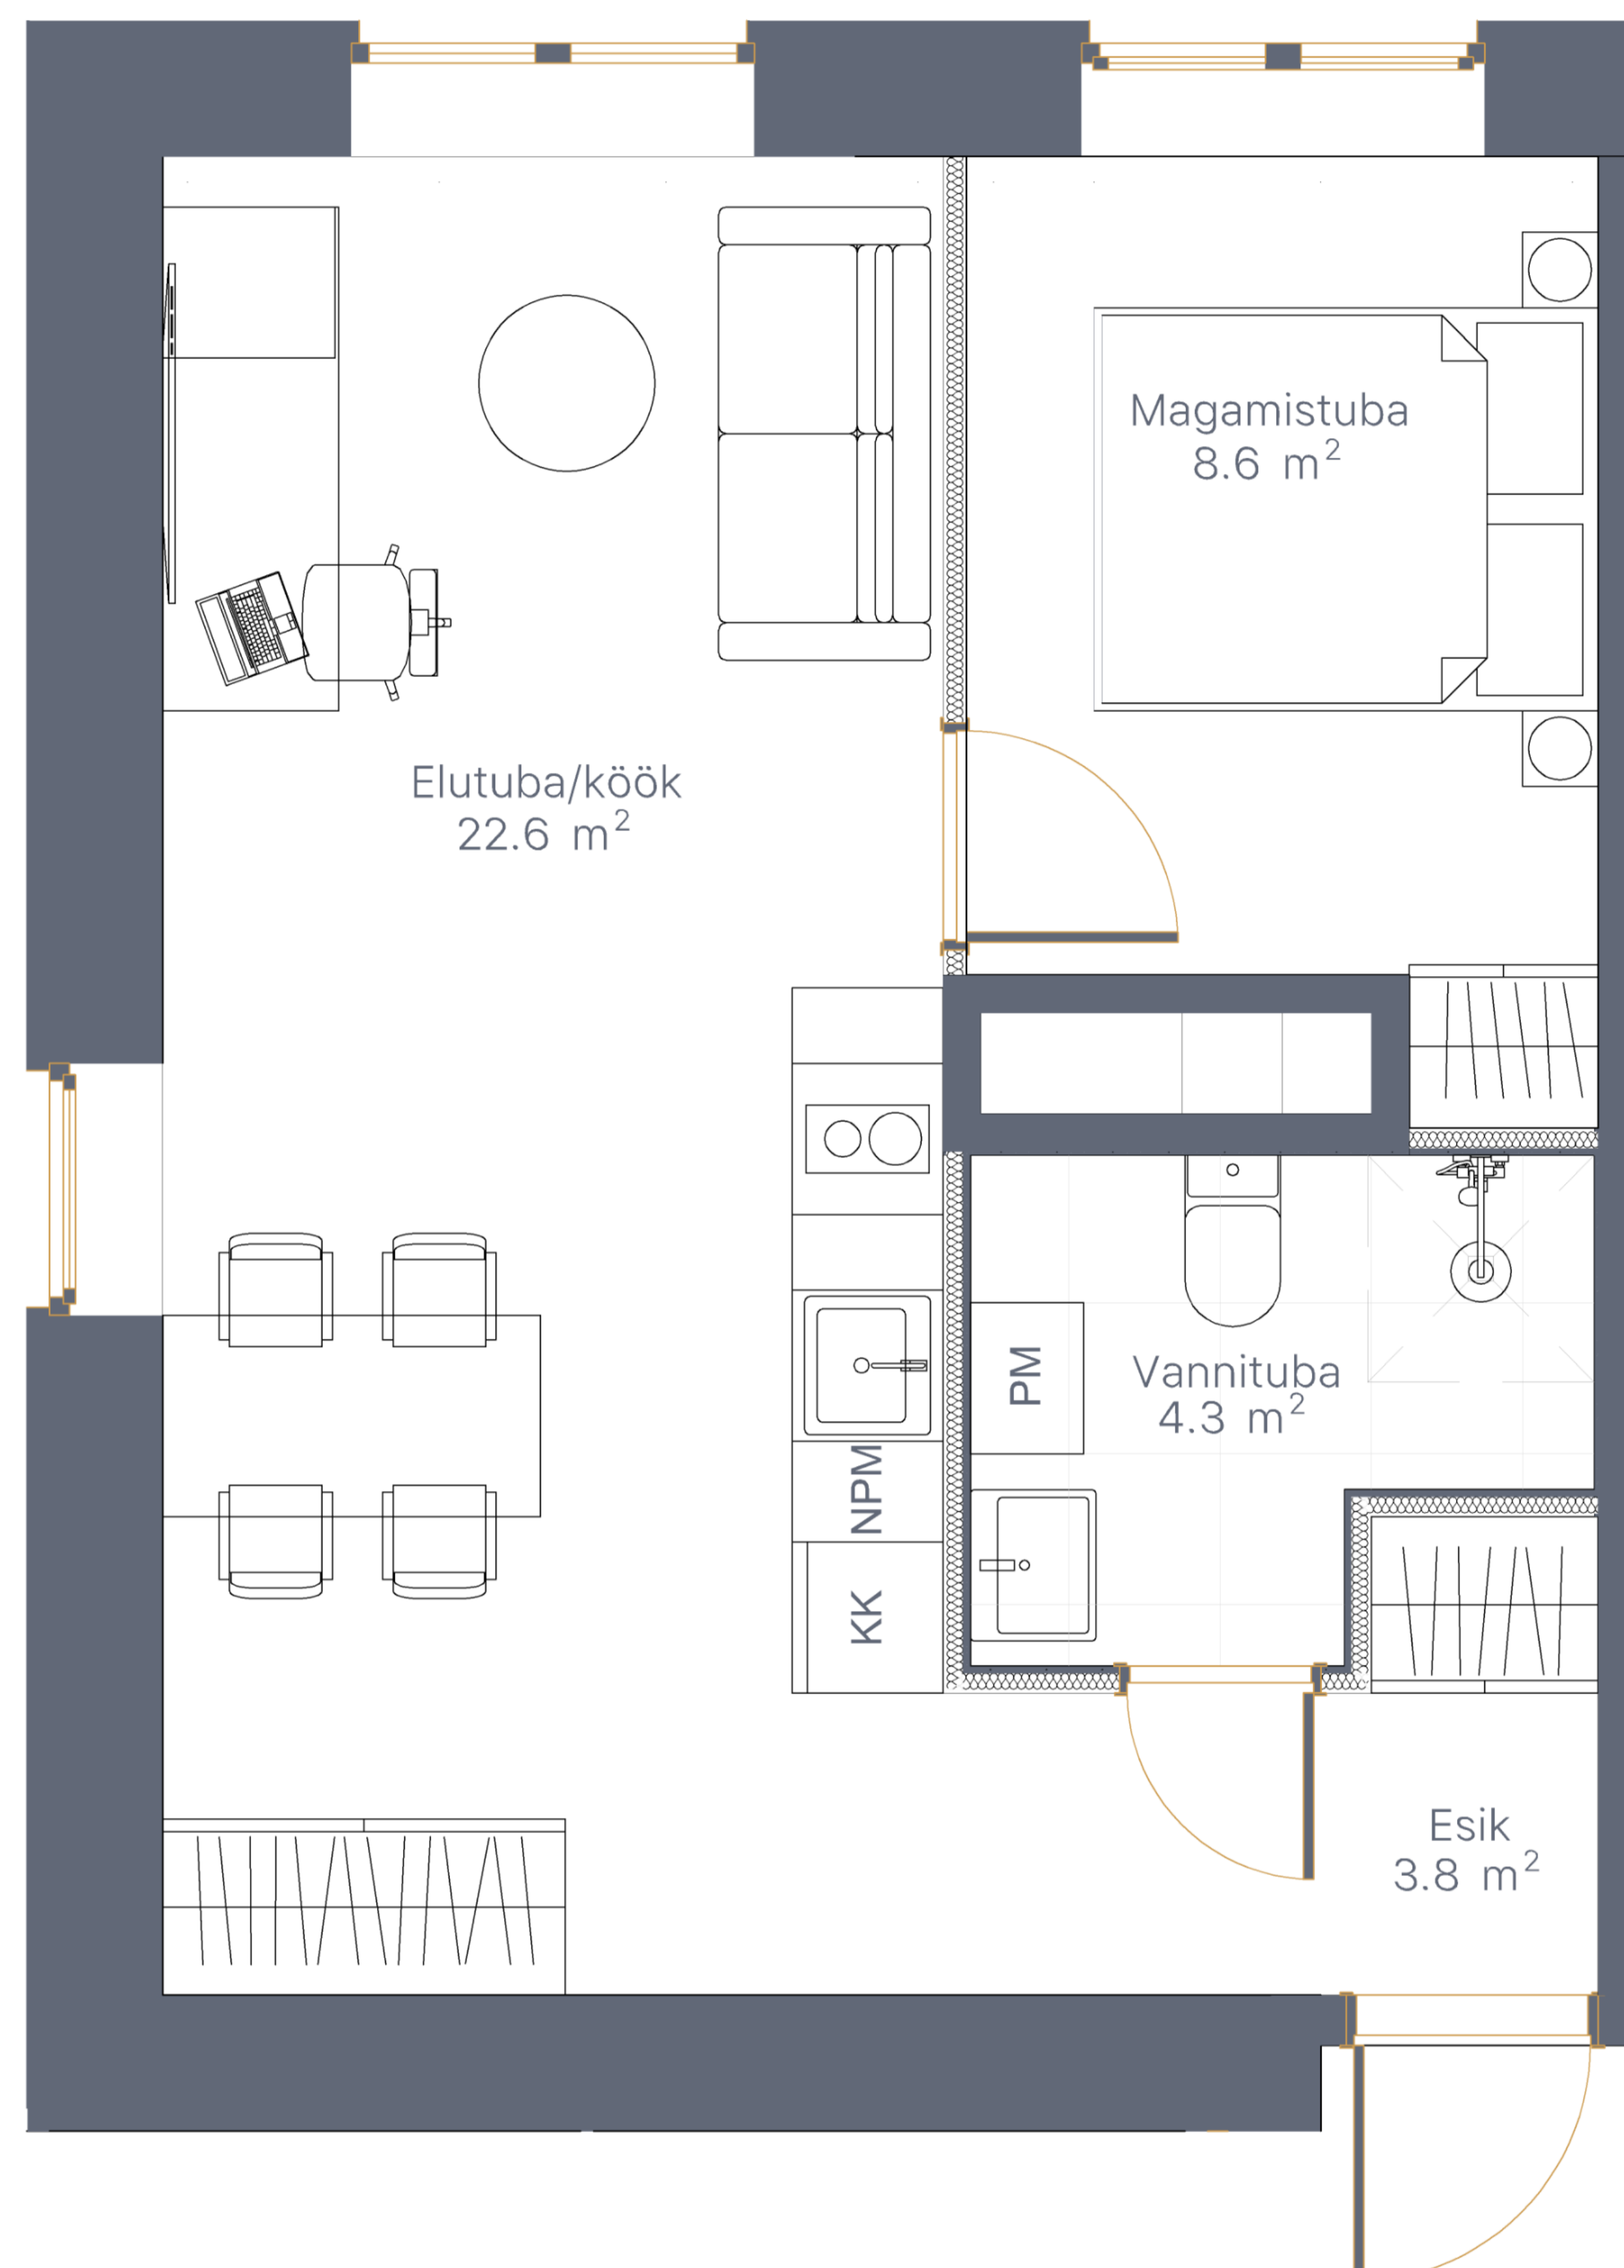 Magamistuba
8.6 m²
Elutuba/köök
22.6 m²
PM
Vannituba
4.3 m²
NPM
KK
Esik
3.8 m²